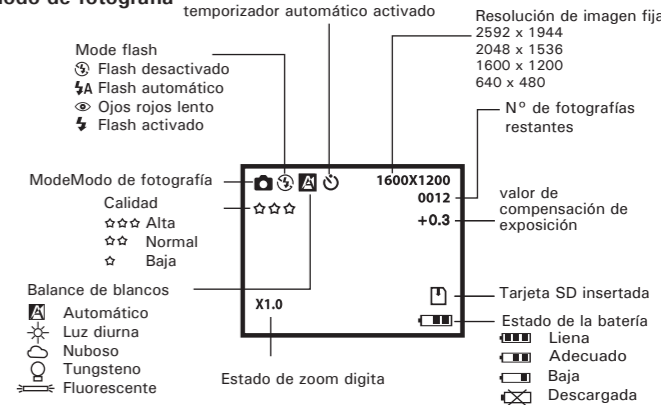 Modo de fotografía
temporizador automático activado
Resolución de imagen fija
2592 x 1944
2048 x 1536
1600 x 1200
640 x 480
Mode flash
Flash desactivado
A Flash automático
Ojos rojos lento
Flash activado
Nº de fotografías
restantes
ModeModo de fotografía
Calidad
Alta
Normal
Baja
A
1600X1200
0012
+0.3
X1.0
valor de
compensación de
exposición
Balance de blancos
A Automático
Luz diurna
Nuboso
Tungsteno
Fluorescente
Estado de zoom digita
Tarjeta SD insertada
Estado de la batería
Liena
Adecuado
Baja
Descargada